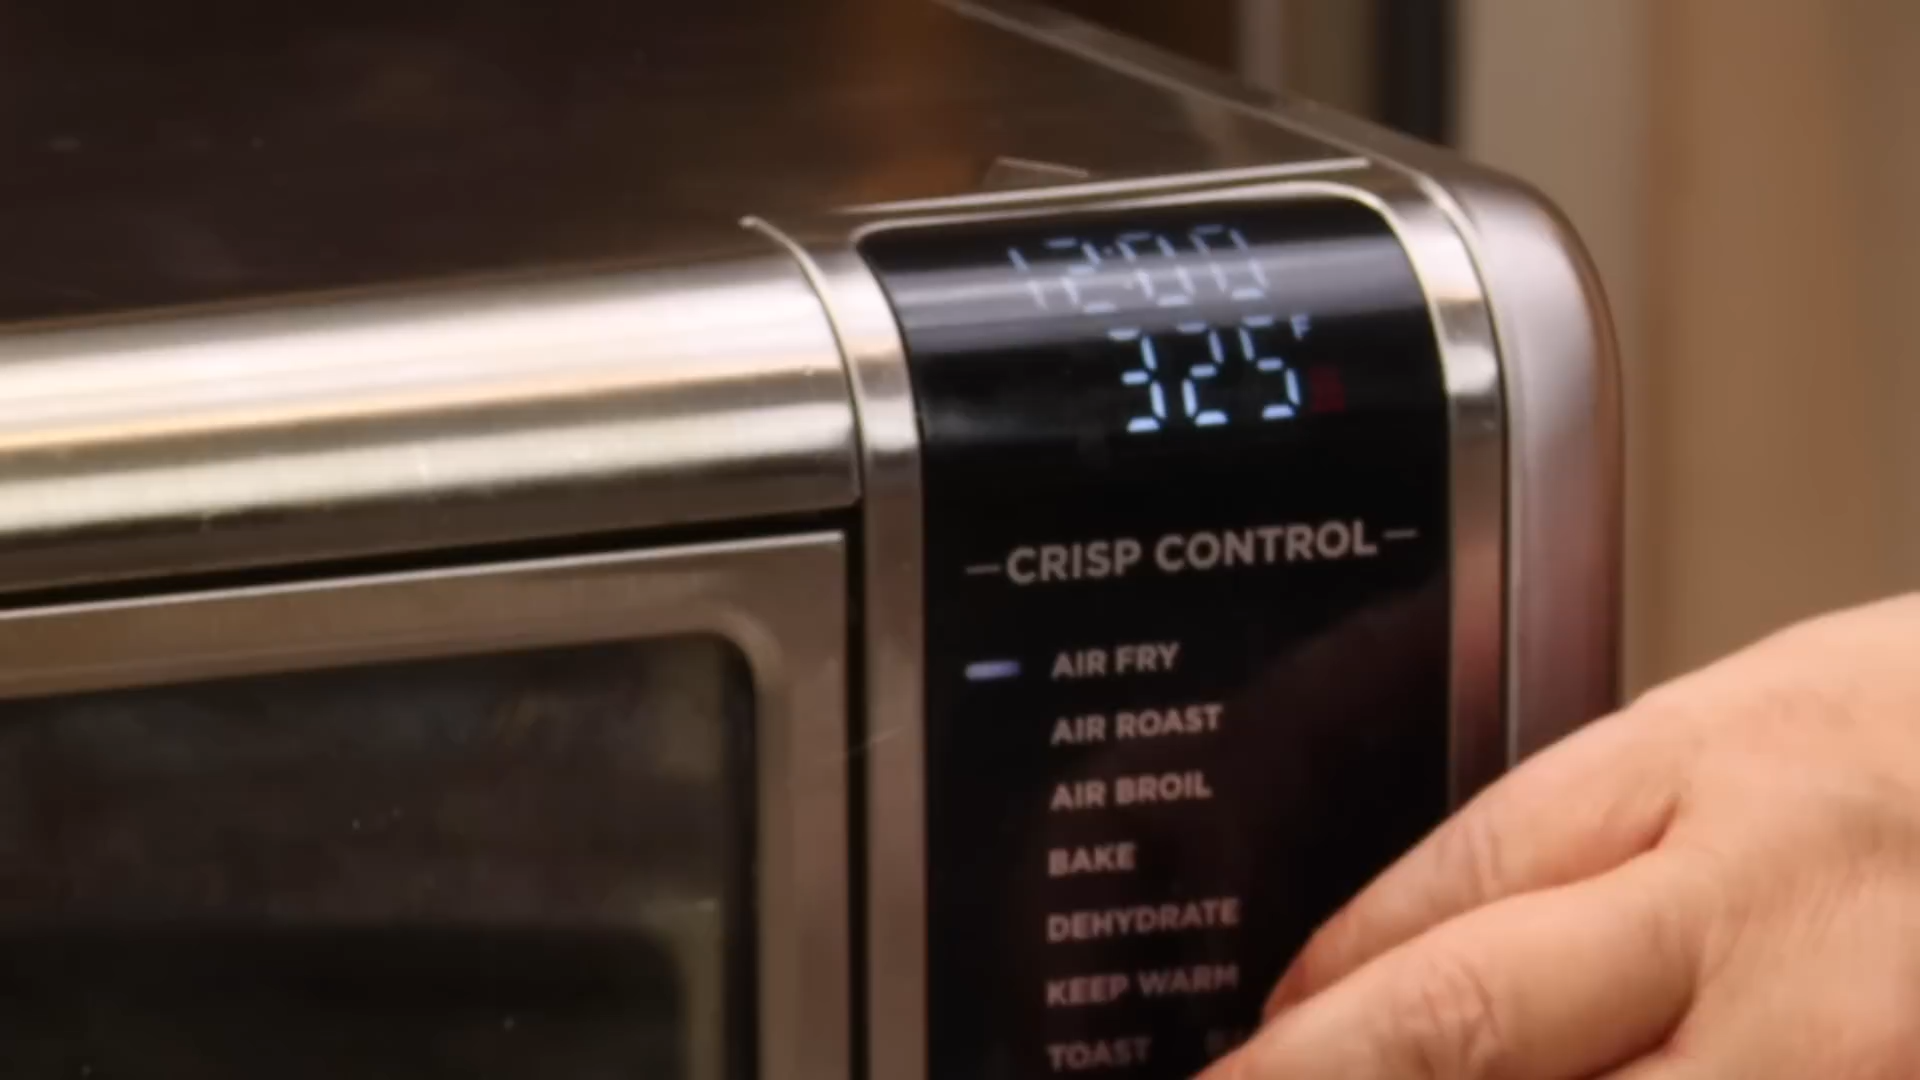 12:00
325 F
CRISP CONTROL
AIR FRY
AIR ROAST
AIR BROIL
BAKE
DEHYDRATE
KEEP WARM
TOAST